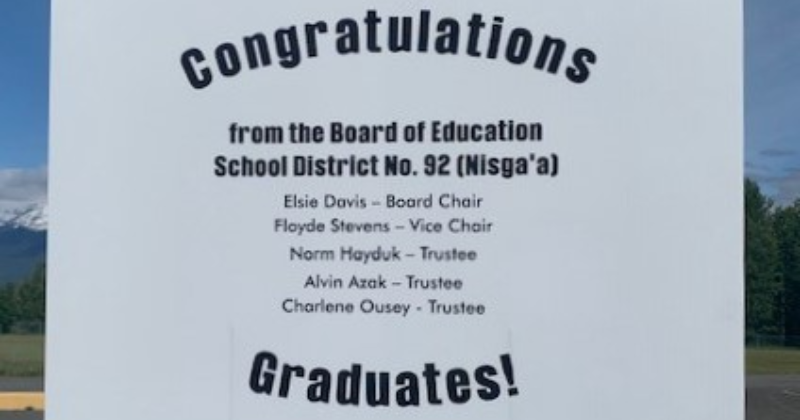 Congratulations
from the Board of Education
School District No. 92 (Nisga'a)
Elsie Davis – Board Chair
Floyde Stevens – Vice Chair
Norm Hayduk – Trustee
Alvin Azak – Trustee
Charlene Ousey - Trustee
Graduates!